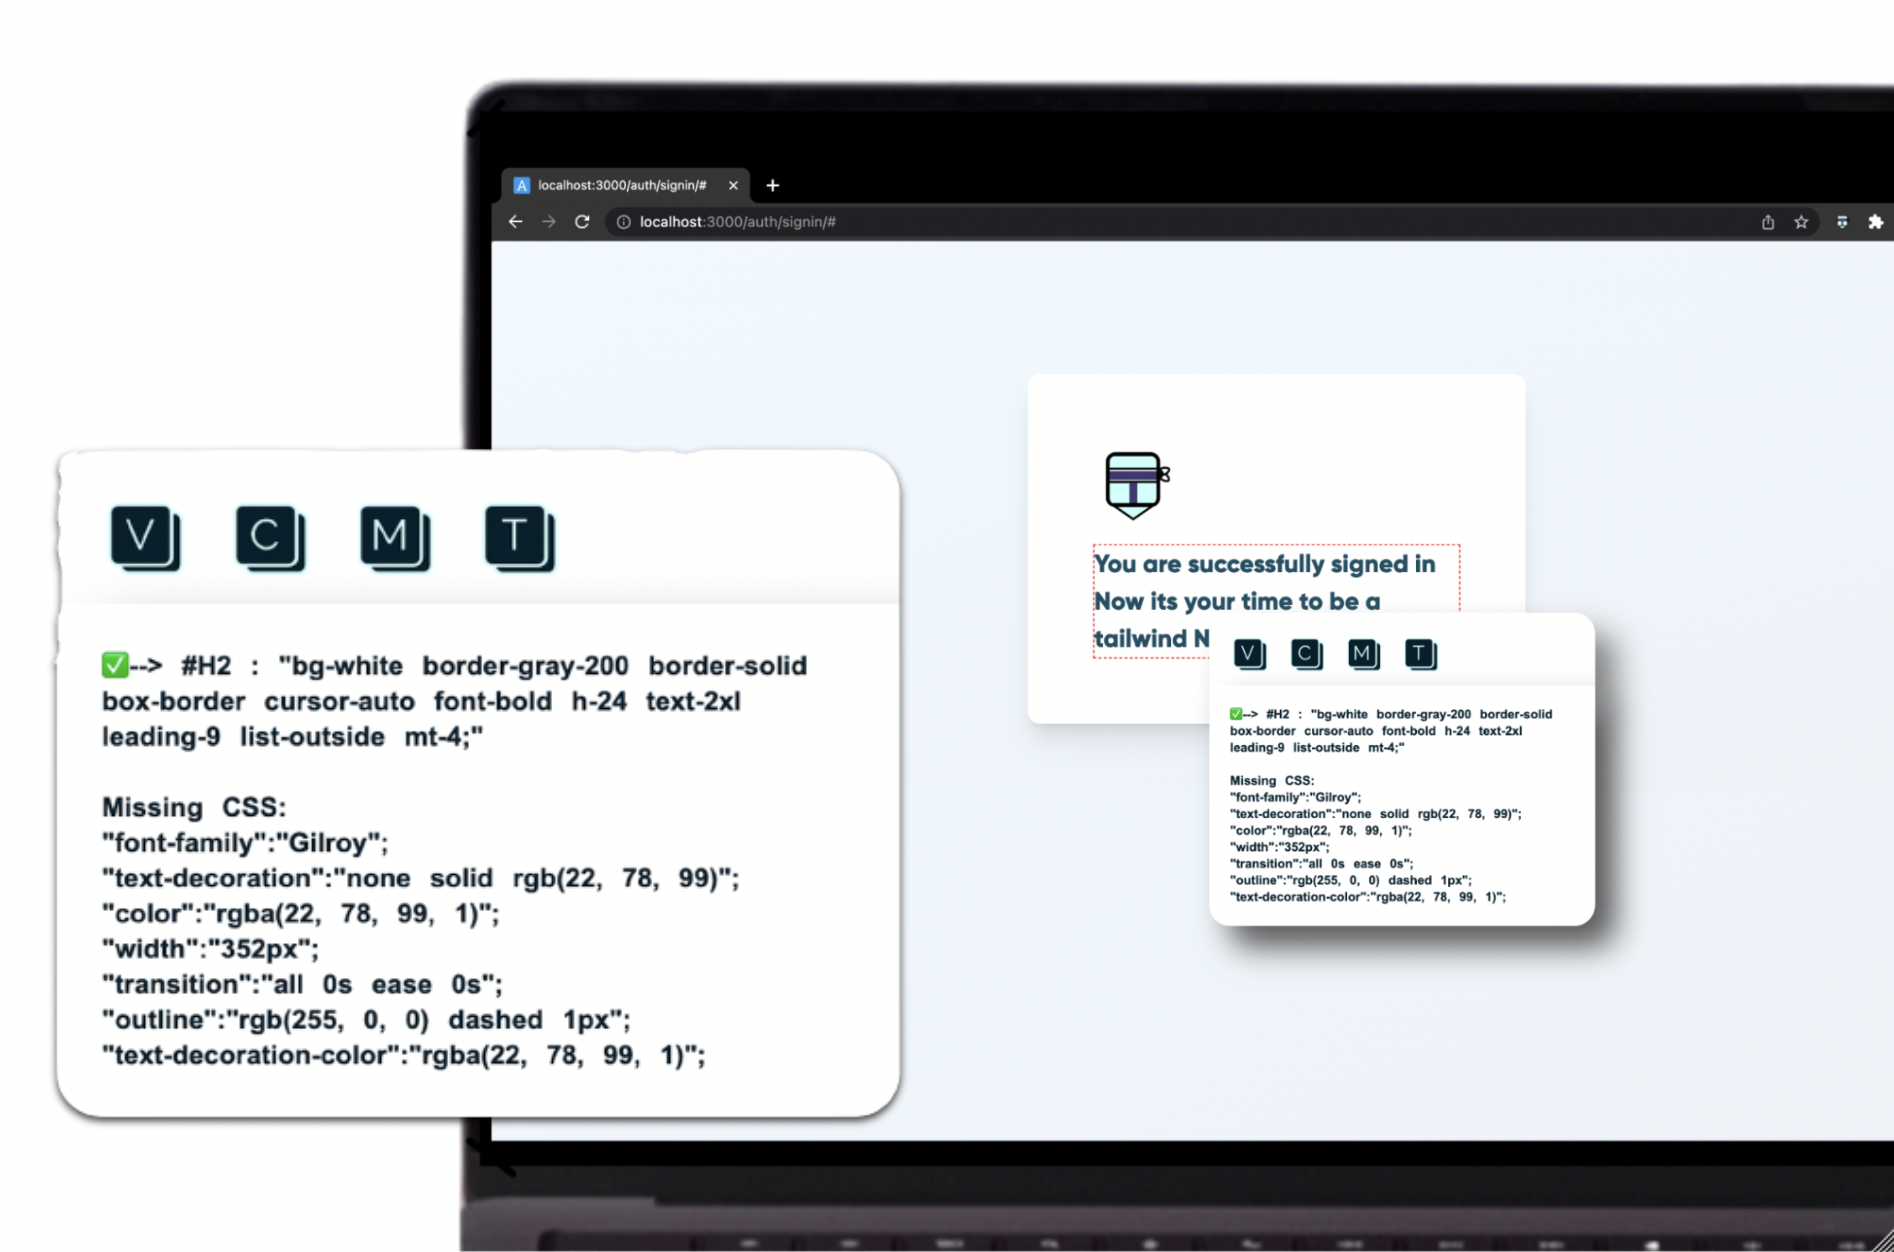 A localhost:3000/auth/signin/#
localhost:3000/auth/signin/#
You are successfully signed in
Now its your time to be a
tailwind N
V C M T
✅--> #H2 : "bg-white border-gray-200 border-solid
box-border cursor-auto font-bold h-24 text-2xl
leading-9 list-outside mt-4;"
Missing CSS:
"font-family":"Gilroy";
"text-decoration":"none solid rgb(22, 78, 99)";
"color":"rgba(22, 78, 99, 1)";
"width":"352px";
"transition":"all 0s ease 0s";
"outline":"rgb(255, 0, 0) dashed 1px";
"text-decoration-color":"rgba(22, 78, 99, 1)";
V C M T
✅--> #H2 : "bg-white border-gray-200 border-solid
box-border cursor-auto font-bold h-24 text-2xl
leading-9 list-outside mt-4;"
Missing CSS:
"font-family":"Gilroy";
"text-decoration":"none solid rgb(22, 78, 99)";
"color":"rgba(22, 78, 99, 1)";
"width":"352px";
"transition":"all 0s ease 0s";
"outline":"rgb(255, 0, 0) dashed 1px";
"text-decoration-color":"rgba(22, 78, 99, 1)";